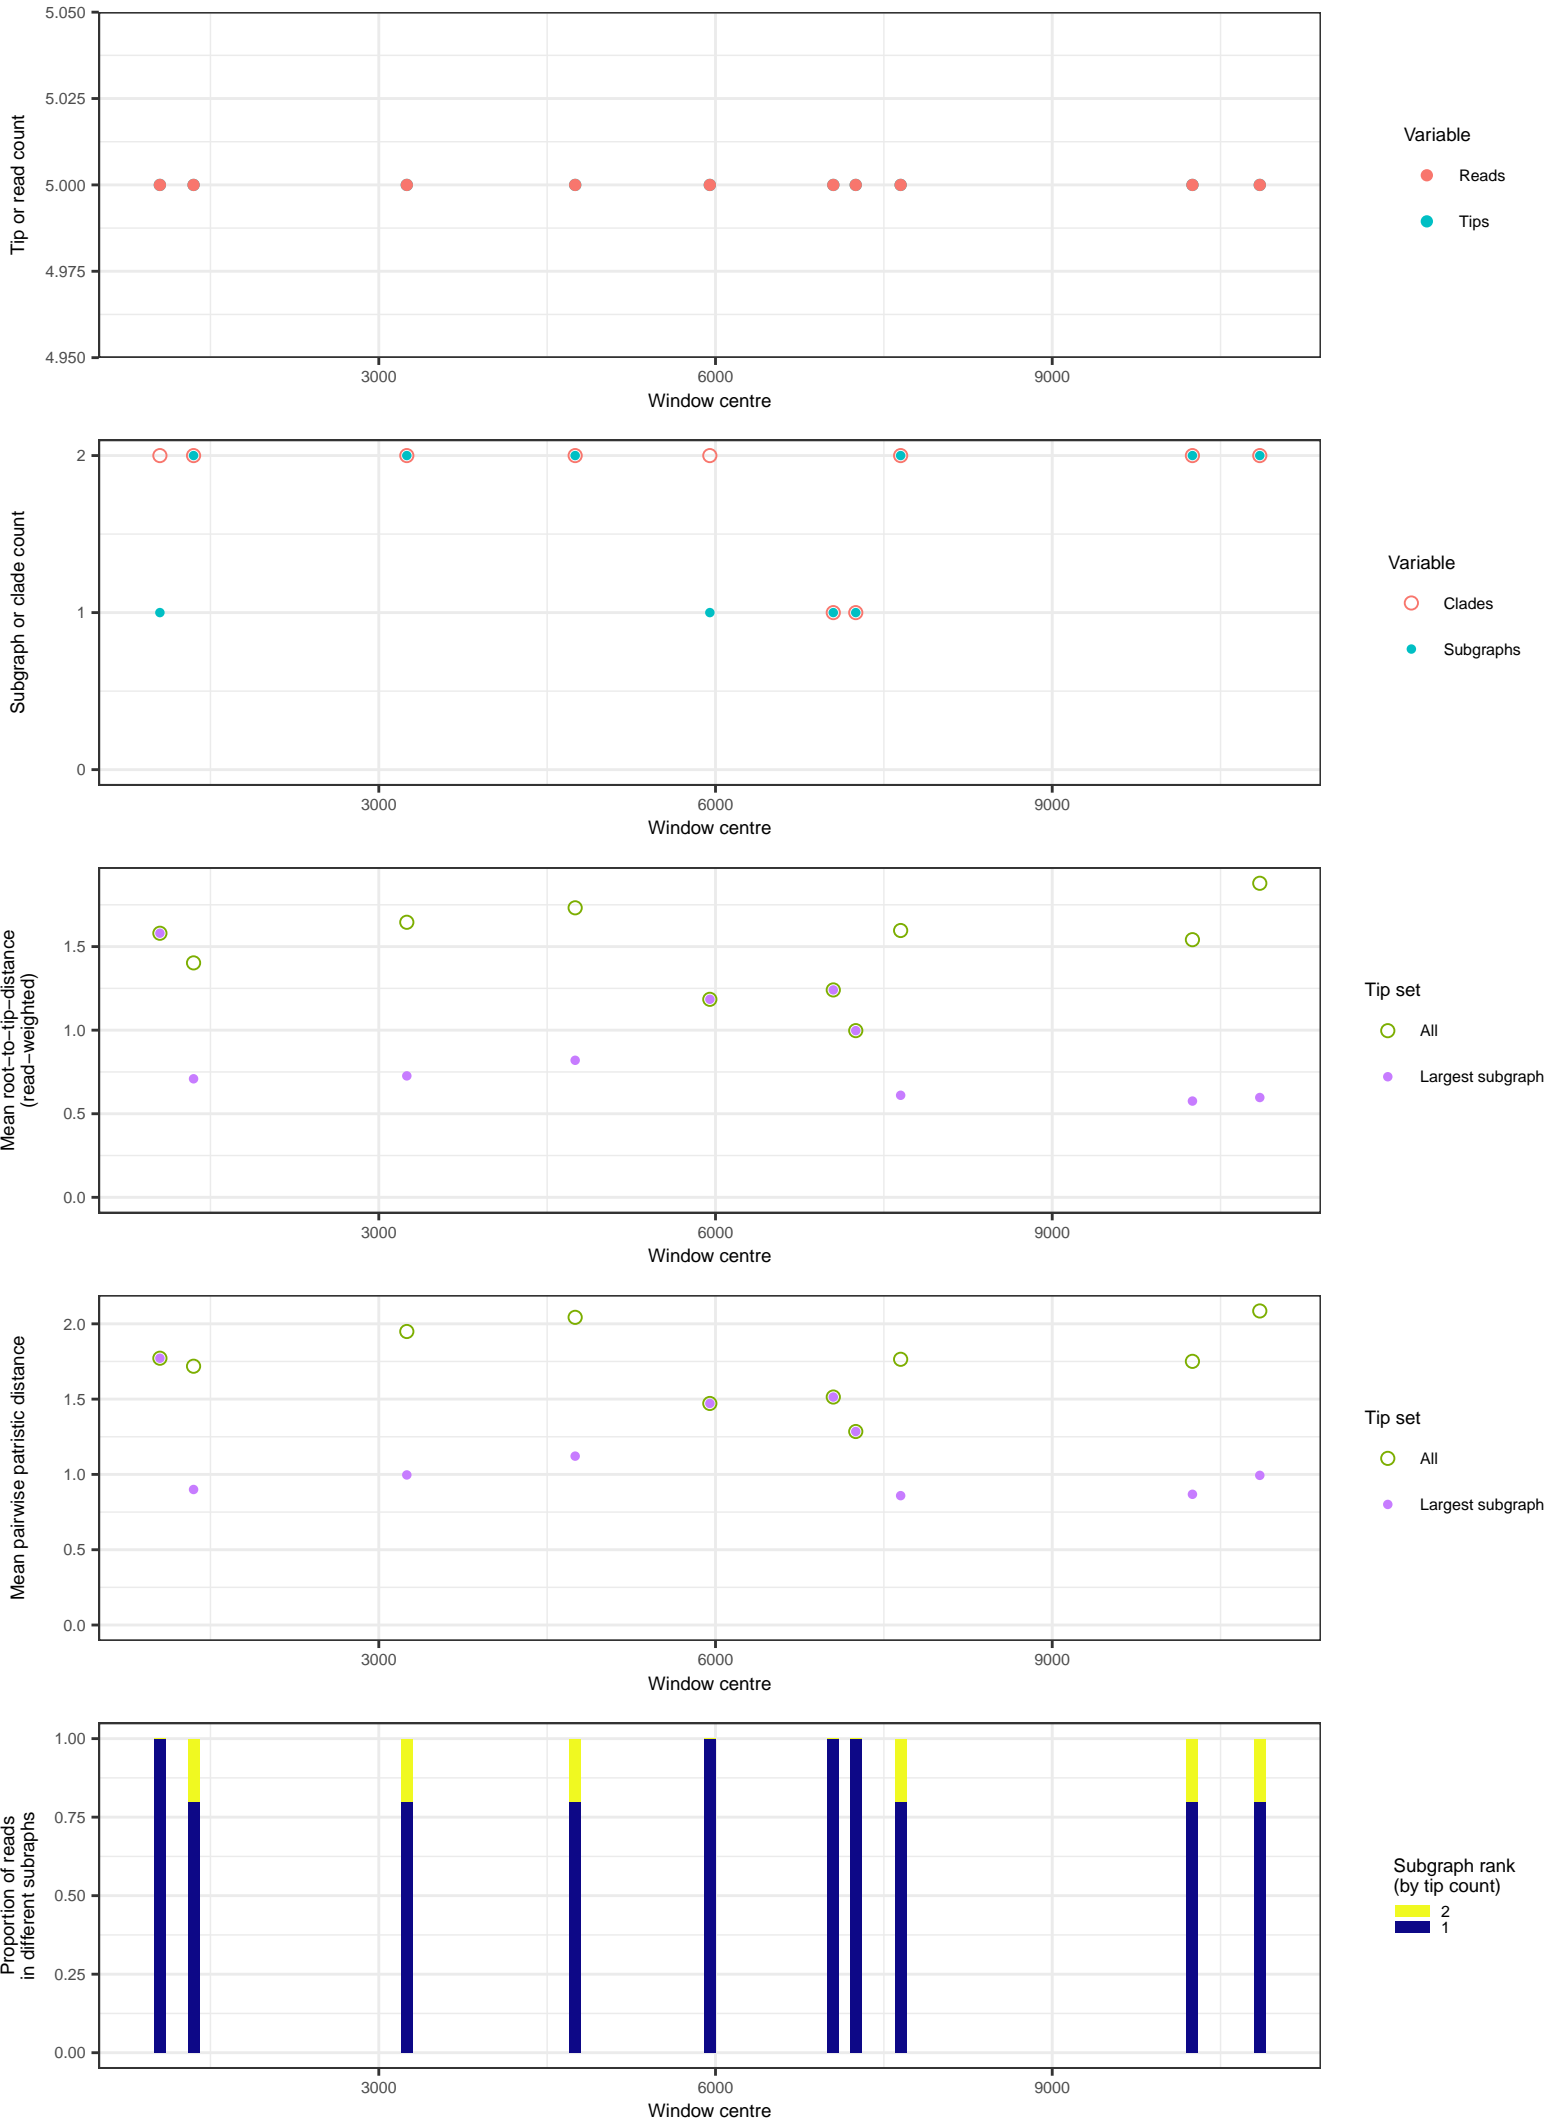 5.050
5.025
5.000
4.975
4.950
Tip or read count
3000
6000
9000
Window centre
Variable
Reads
Tips
2
1
0
Subgraph or clade count
3000
6000
9000
Window centre
Variable
Clades
Subgraphs
1.5
1.0
0.5
0.0
Mean root−to−tip−distance
(read−weighted)
3000
6000
9000
Window centre
Tip set
All
Largest subgraph
2.0
1.5
1.0
0.5
0.0
Mean pairwise patristic distance
3000
6000
9000
Window centre
Tip set
All
Largest subgraph
1.00
0.75
0.50
0.25
0.00
Proportion of reads
in different subraphs
3000
6000
9000
Window centre
Subgraph rank
(by tip count)
2
1